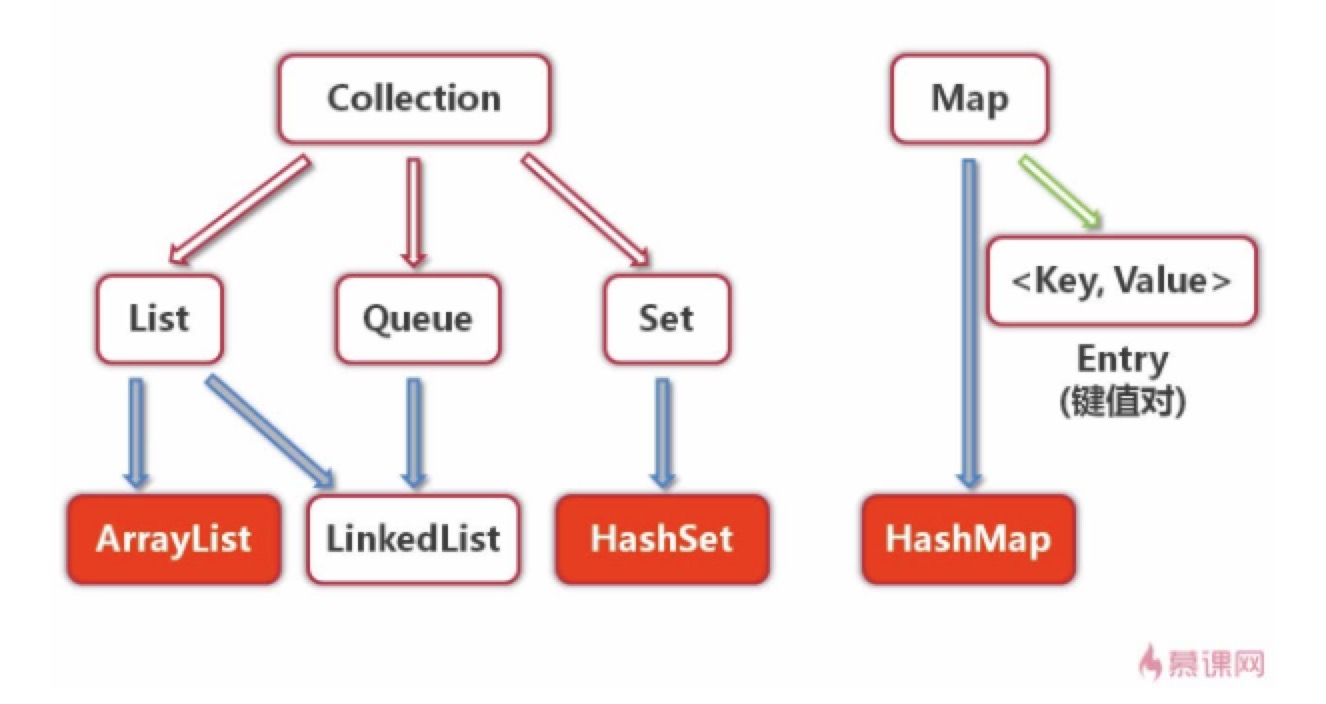 Collection
Map
<Key, Value>
List
Queue
Set
Entry
(键值对)
ArrayList
LinkedList
HashSet
HashMap
慕课网